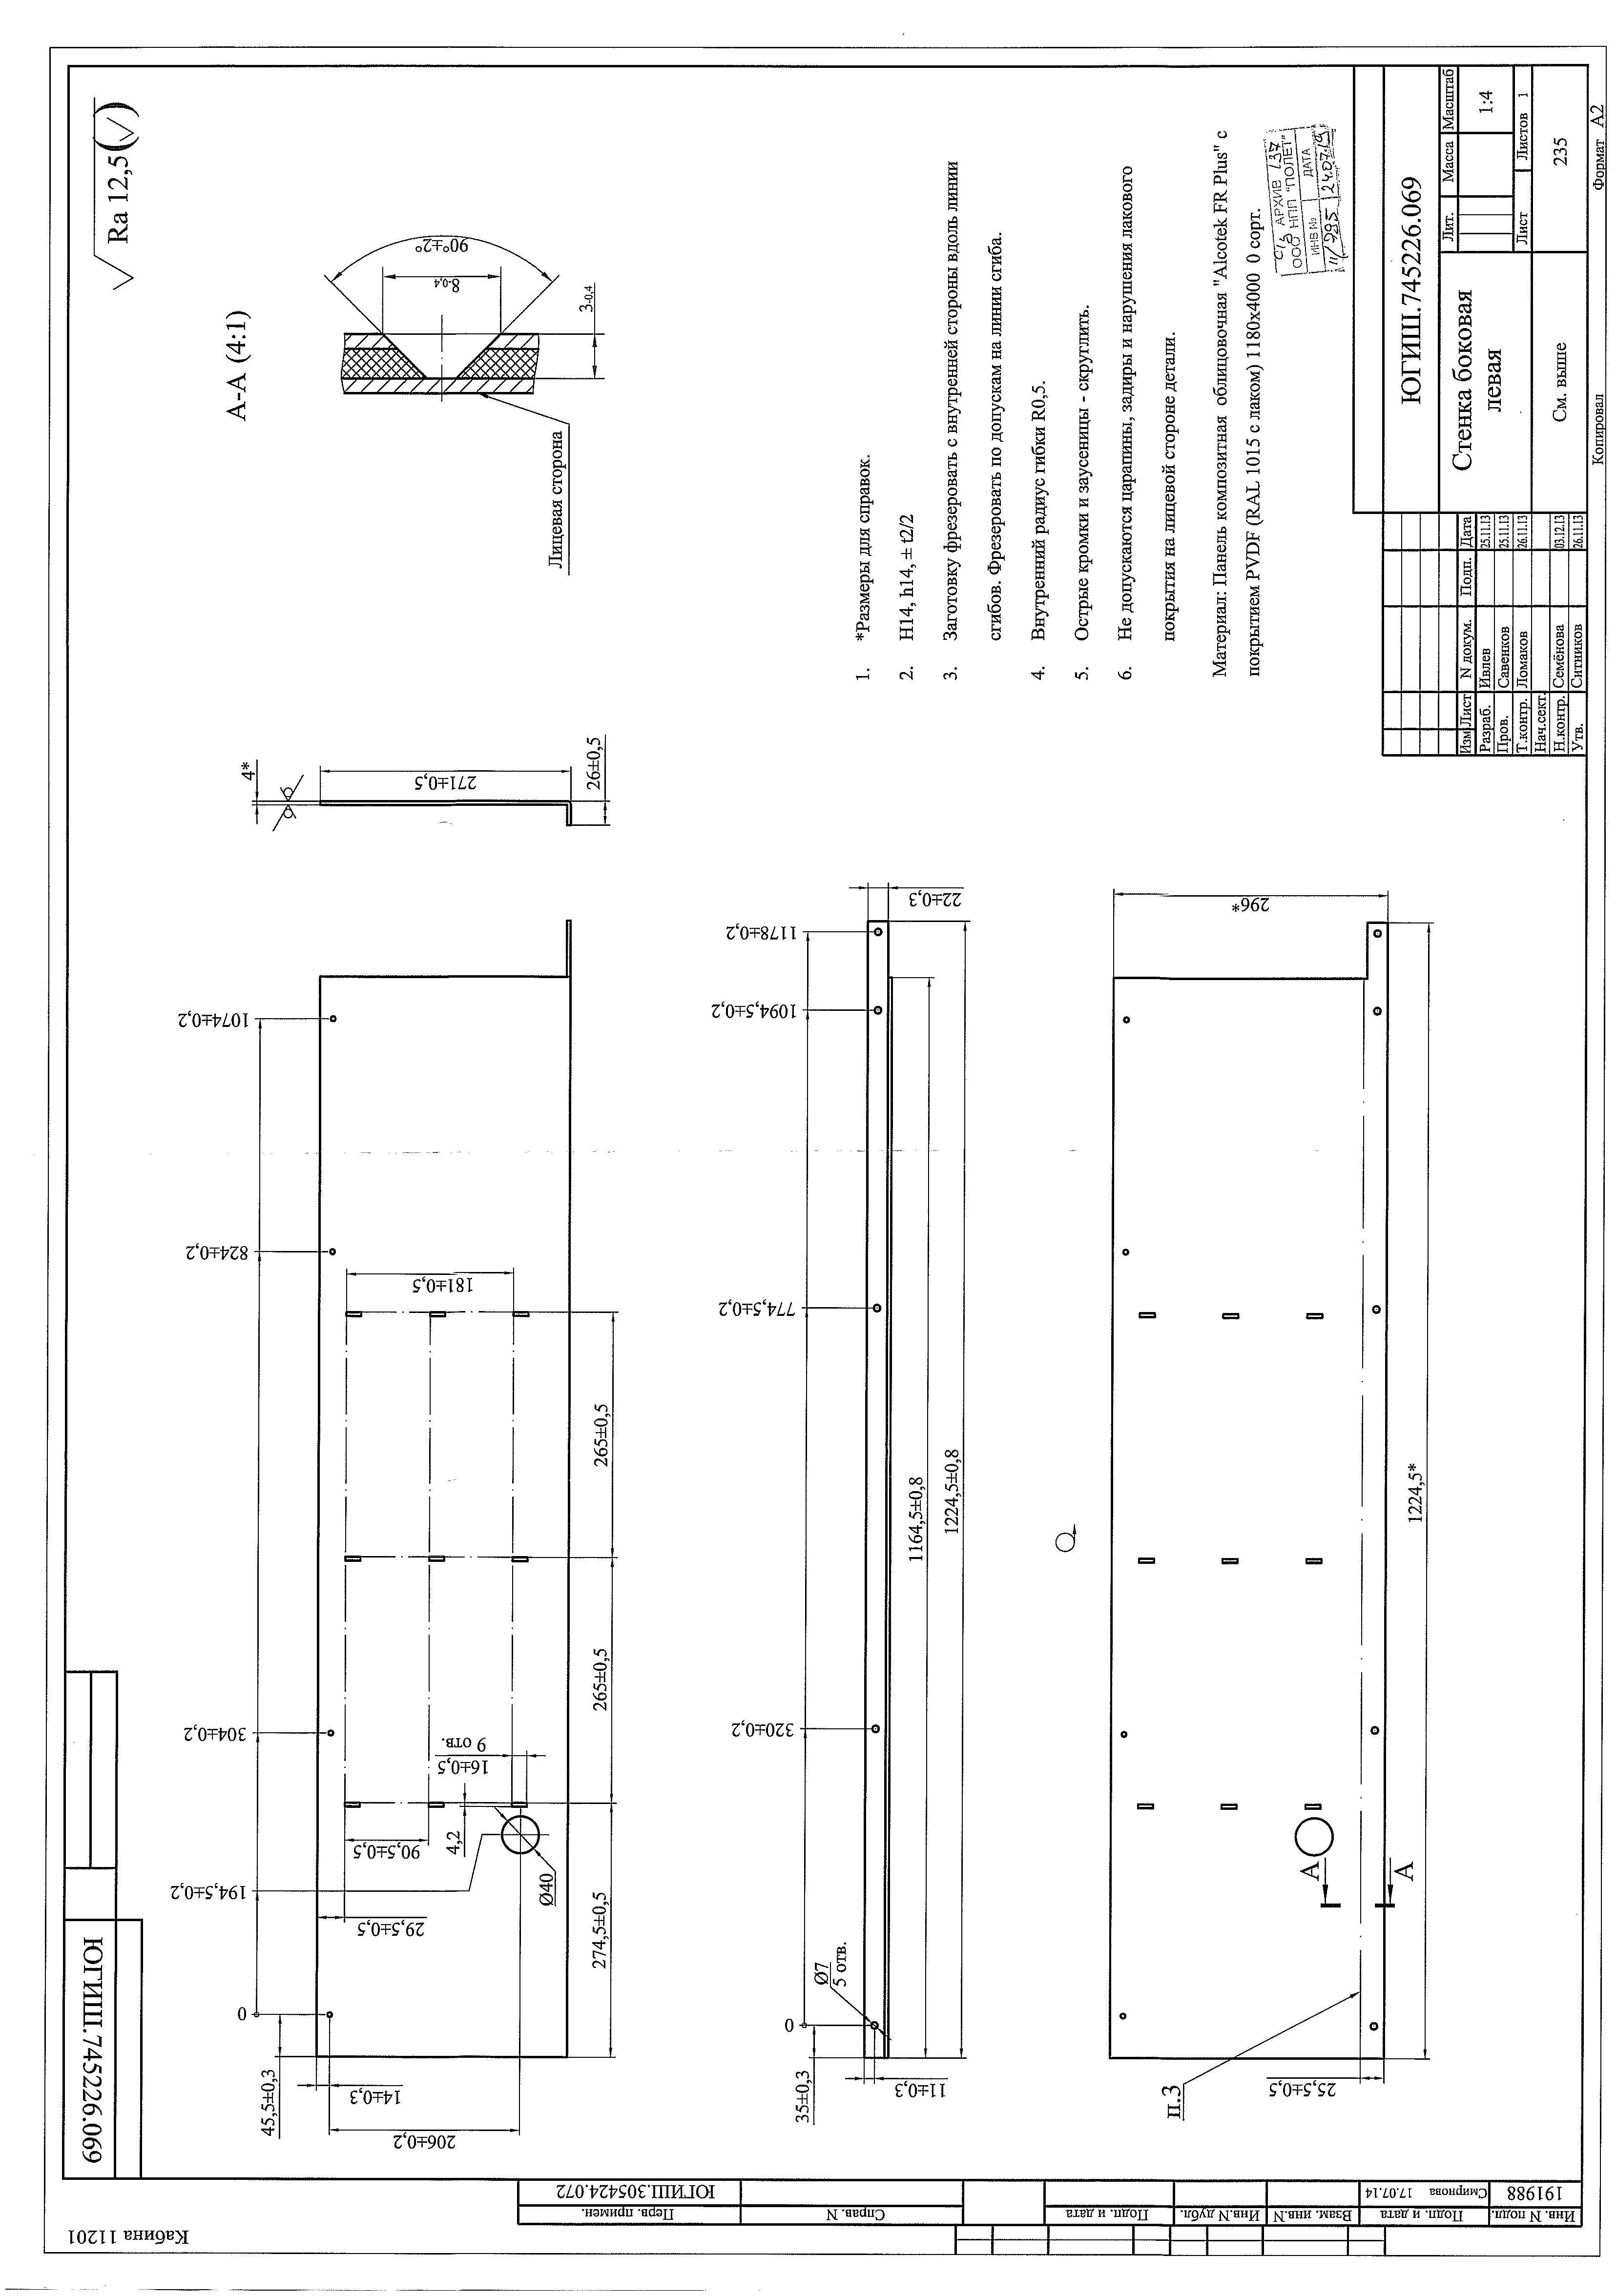 ЮГИШ.745226.069
Ra 12,5 (√)
Кабина 11201
Перв. примен.
ЮГИШ.305424.072
Справ. N
Подп. и дата
Инв.N дубл.
Взам. инв.N
Подп. и дата
Смирнова 17.07.14
Инв. N подл.
191988
0
304±0,2
824±0,2
1074±0,2
194,5±0,2
45,5±0,3
14±0,3
206±0,2
29,5±0,5
90,5±0,5
181±0,5
4,2
16±0,5
9 отв.
Ø40
274,5±0,5
265±0,5
265±0,5
4*
271±0,5
26±0,5
А-А (4:1)
90°±2°
8-0,4
3-0,4
Лицевая сторона
0
320±0,2
774,5±0,2
1094,5±0,2
1178±0,2
35±0,3
11±0,3
Ø7
5 отв.
22±0,3
1164,5±0,8
1224,5±0,8
296*
1224,5*
25,5±0,5
п.3
А
А
1. *Размеры для справок.
2. H14, h14, ± t2/2
3. Заготовку фрезеровать с внутренней стороны вдоль линии
сгибов. Фрезеровать по допускам на линии сгиба.
4. Внутренний радиус гибки R0,5.
5. Острые кромки и заусеницы - скруглить.
6. Не допускаются царапины, задиры и нарушения лакового
покрытия на лицевой стороне детали.
Материал: Панель композитная облицовочная "Alcotek FR Plus" с
покрытием PVDF (RAL 1015 с лаком) 1180х4000 0 сорт.
АРХИВ 137
ООО НПП "ПОЛЕТ"
ИНВ № ДАТА
11/985 24.07.14
ЮГИШ.745226.069
Изм Лист N докум. Подп. Дата
Разраб. Ивлев 25.11.13
Пров. Савенков 25.11.13
Т.контр. Ломаков 26.11.13
Нач.сект.
Н.контр. Семёнова 03.12.13
Утв. Ситников 26.11.13
Стенка боковая
левая
Лит. Масса Масштаб
1:4
Лист Листов 1
См. выше
235
Копировал Формат А2